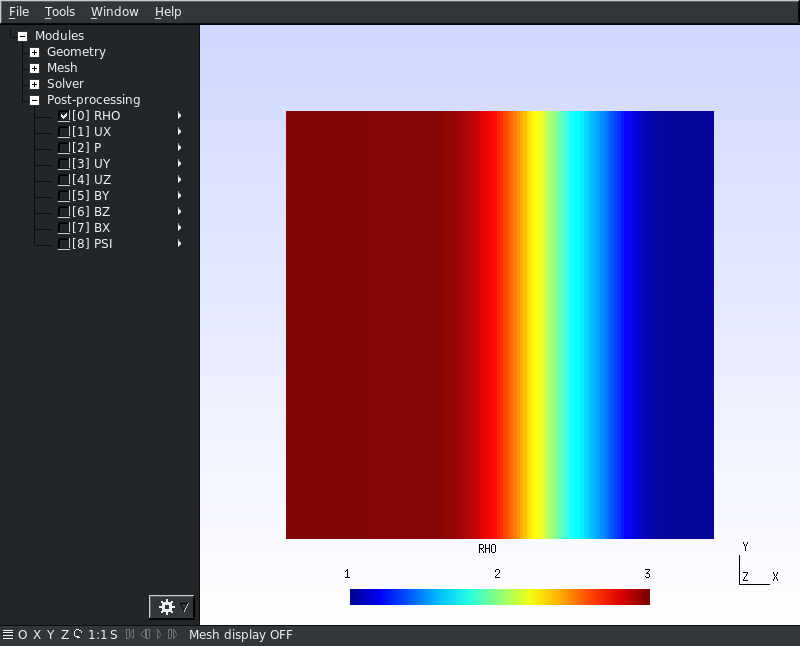 File Tools Window Help
Modules
Geometry
Mesh
Solver
Post-processing
[0] RHO
[1] UX
[2] P
[3] UY
[4] UZ
[5] BY
[6] BZ
[7] BX
[8] PSI
RHO
1 2 3
Y
Z X
O X Y Z 1:1 S Mesh display OFF